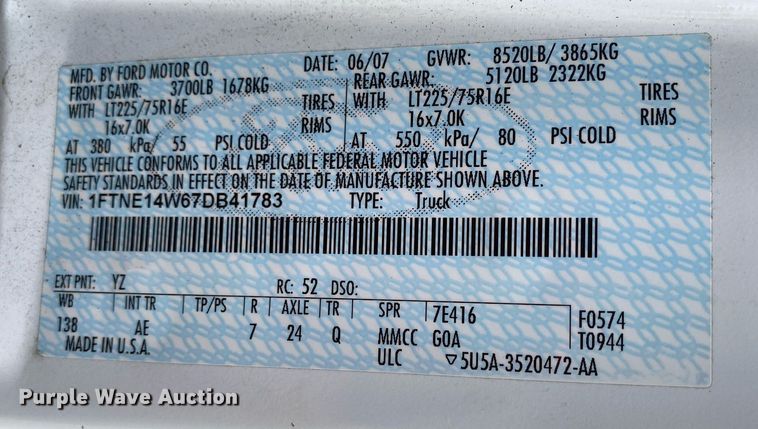 MFD. BY FORD MOTOR CO. DATE: 06/07 GVWR: 8520LB/ 3865KG
FRONT GAWR: 3700LB 1678KG REAR GAWR: 5120LB 2322KG
WITH LT225/75R16E TIRES WITH LT225/75R16E TIRES
16x7.0K RIMS 16x7.0K RIMS
AT 380 kPa/ 55 PSI COLD AT 550 kPa/ 80 PSI COLD
THIS VEHICLE CONFORMS TO ALL APPLICABLE FEDERAL MOTOR VEHICLE
SAFETY STANDARDS IN EFFECT ON THE DATE OF MANUFACTURE SHOWN ABOVE.
VIN: 1FTNE14W67DB41783 TYPE: Truck
EXT PNT: YZ RC: 52 DSO:
WB INT TR TP/PS R AXLE TR SPR 7E416 F0574
138 AE 7 24 Q MMCC GOA T0944
MADE IN U.S.A. ULC ▽5U5A-3520472-AA
Purple Wave Auction